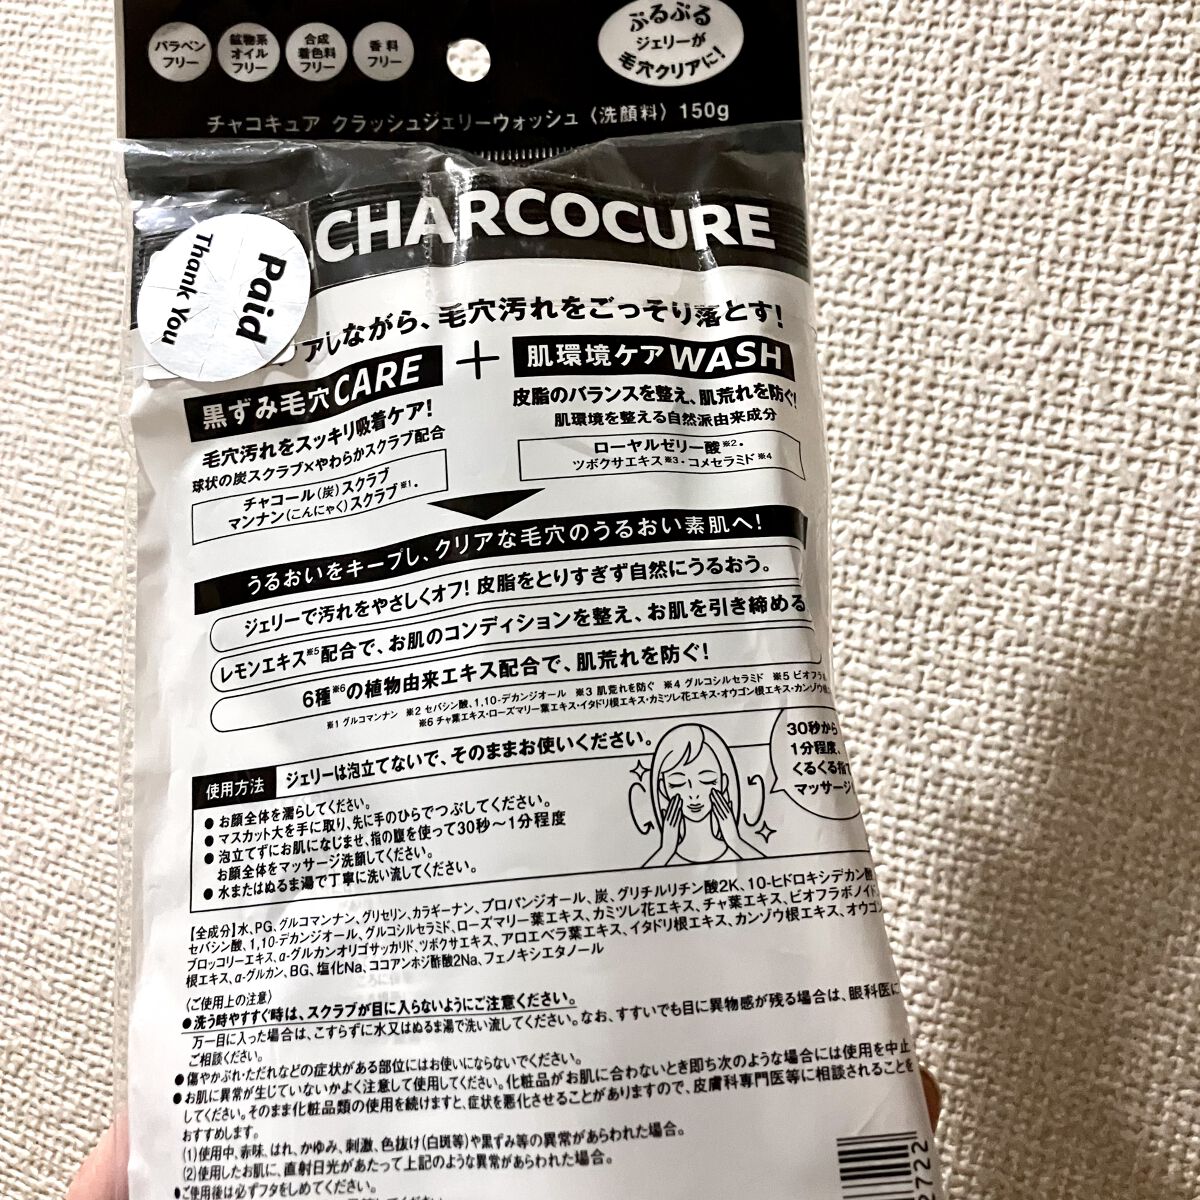 パラベン
フリー
鉱物系
オイル
フリー
合成
着色料
フリー
香料
フリー
ぷるぷる
ジェリーが
毛穴クリアに!
チャコキュア クラッシュジェリーウォッシュ〈洗顔料〉150g
CHARCOCURE
Paid
Thank You
アしながら、毛穴汚れをごっそり落とす!
黒ずみ毛穴CARE
毛穴汚れをスッキリ吸着ケア!
球状の炭スクラブ×やわらかスクラブ配合
チャコール(炭)スクラブ
マンナン(こんにゃく)スクラブ※1.
+
肌環境ケアWASH
皮脂のバランスを整え、肌荒れを防ぐ!
肌環境を整える自然派由来成分
ローヤルゼリー酸※2・
ツボクサエキス※3・コメセラミド※4
うるおいをキープし、クリアな毛穴のうるおい素肌へ!
ジェリーで汚れをやさしくオフ!皮脂をとりすぎず自然にうるおう。
レモンエキス※5配合で、お肌のコンディションを整え、お肌を引き締める
6種※6の植物由来エキス配合で、肌荒れを防ぐ!
※1 グルコマンナン ※2 セバシン酸、1,10-デカンジオール ※3 肌荒れを防ぐ ※4 グルコシルセラミド ※5 ビオフラ
※6 チャ葉エキス・ローズマリー葉エキス・イタドリ根エキス・カミツレ花エキス・オウゴン根エキス・カンゾウ
使用方法
ジェリーは泡立てないで、そのままお使いください。
●お顔全体を濡らしてください。
●マスカット大を手に取り、先に手のひらでつぶしてください。
●泡立てずにお肌になじませ、指の腹を使って30秒～1分程度
お顔全体をマッサージ洗顔してください。
●水またはぬるま湯で丁寧に洗い流してください。
30秒から
1分程度、
くるくる指で
マッサージ
【全成分】水、PG、グルコマンナン、グリセリン、カラギーナン、プロパンジオール、炭、グリチルリチン酸2K、10-ヒドロキシデカン酸、
セバシン酸、1,10-デカンジオール、グルコシルセラミド、ローズマリー葉エキス、カミツレ花エキス、チャ葉エキス、ビオフラボノイド、
ブロッコリーエキス、α-グルカンオリゴサッカリド、ツボクサエキス、アロエベラ葉エキス、イタドリ根エキス、カンゾウ根エキス、オウゴン
根エキス、α-グルカン、BG、塩化Na、ココアンホジ酢酸2Na、フェノキシエタノール
〈ご使用上の注意〉
●洗う時やすすぐ時は、スクラブが目に入らないようにご注意ください。
万一目に入った場合は、こすらずに水又はぬるま湯で洗い流してください。なお、すすいでも目に異物感が残る場合は、眼科医に
ご相談ください。
●傷やかぶれ・ただれなどの症状がある部位にはお使いにならないでください。
●お肌に異常が生じていないかよく注意して使用してください。化粧品がお肌に合わないとき即ち次のような場合には使用を中止
してください。そのまま化粧品類の使用を続けますと、症状を悪化させることがありますので、皮膚科専門医等に相談されることを
おすすめします。
(1)使用中、赤味、はれ、かゆみ、刺激、色抜け(白斑等)や黒ずみ等の異常があらわれた場合。
(2)使用したお肌に、直射日光があたって上記のような異常があらわれた場合。
●ご使用後は必ずフタをしめてください。
2722